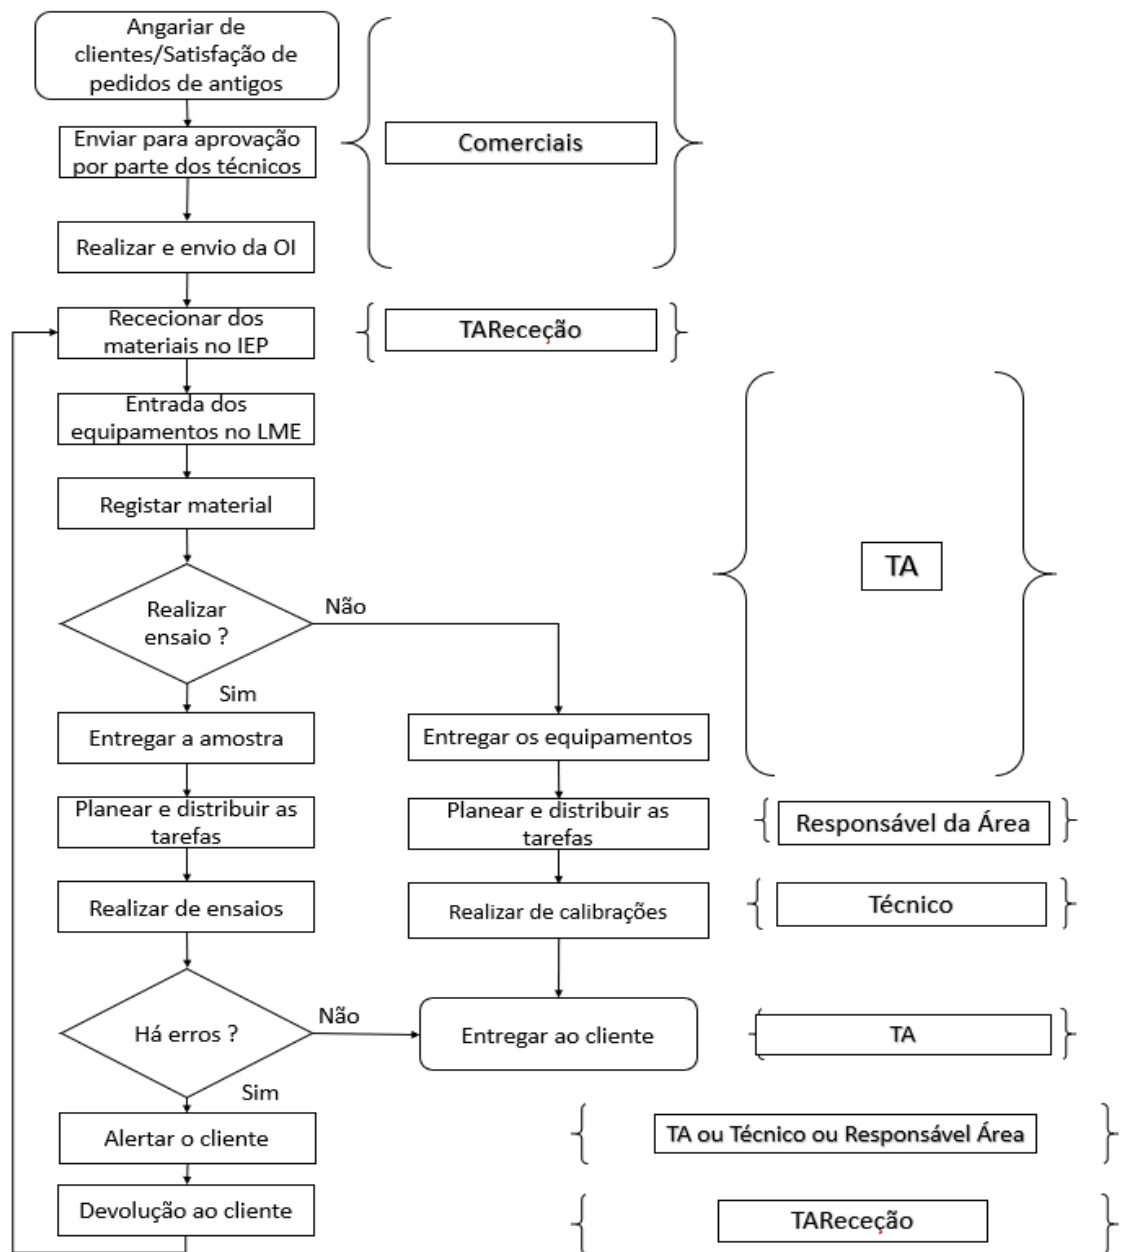 Angariar de
clientes/Satisfação de
pedidos de antigos
Enviar para aprovação
por parte dos técnicos
Comerciais
Realizar e envio da OI
Rececionar dos
materiais no IEP
TAReceção
Entrada dos
equipamentos no LME
Registar material
TA
Realizar
ensaio ?
Não
Sim
Entregar a amostra
Entregar os equipamentos
Planear e distribuir as
tarefas
Planear e distribuir as
tarefas
Responsável da Área
Realizar de ensaios
Realizar de calibrações
Técnico
Há erros ?
Não
Entregar ao cliente
TA
Sim
Alertar o cliente
TA ou Técnico ou Responsável Área
Devolução ao cliente
TAReceção